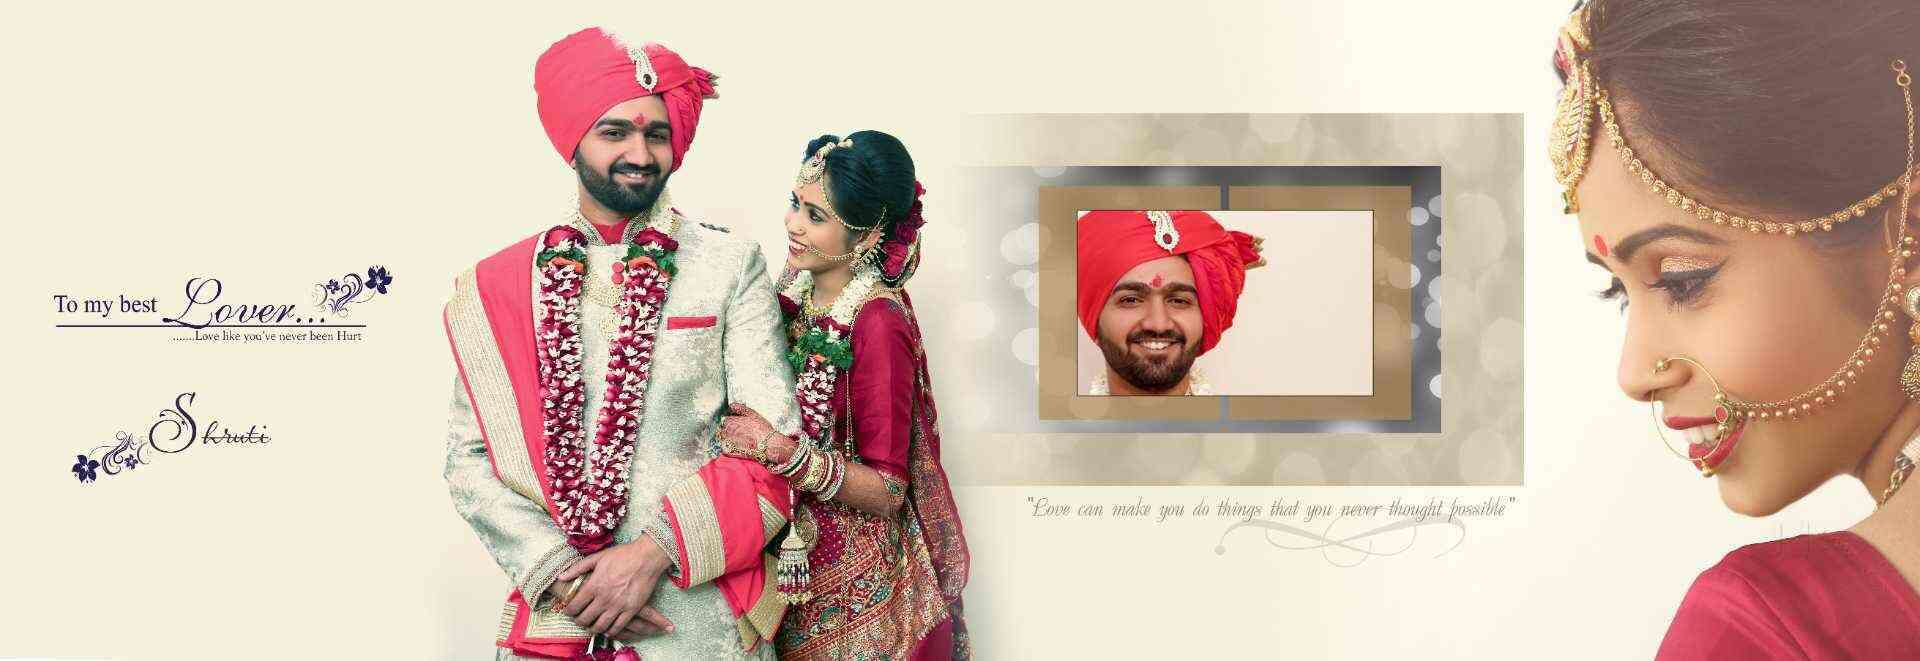 To my best Lover...
.......Love like you've never been Hurt
Shruti
"Love can make you do things that you never thought possible"